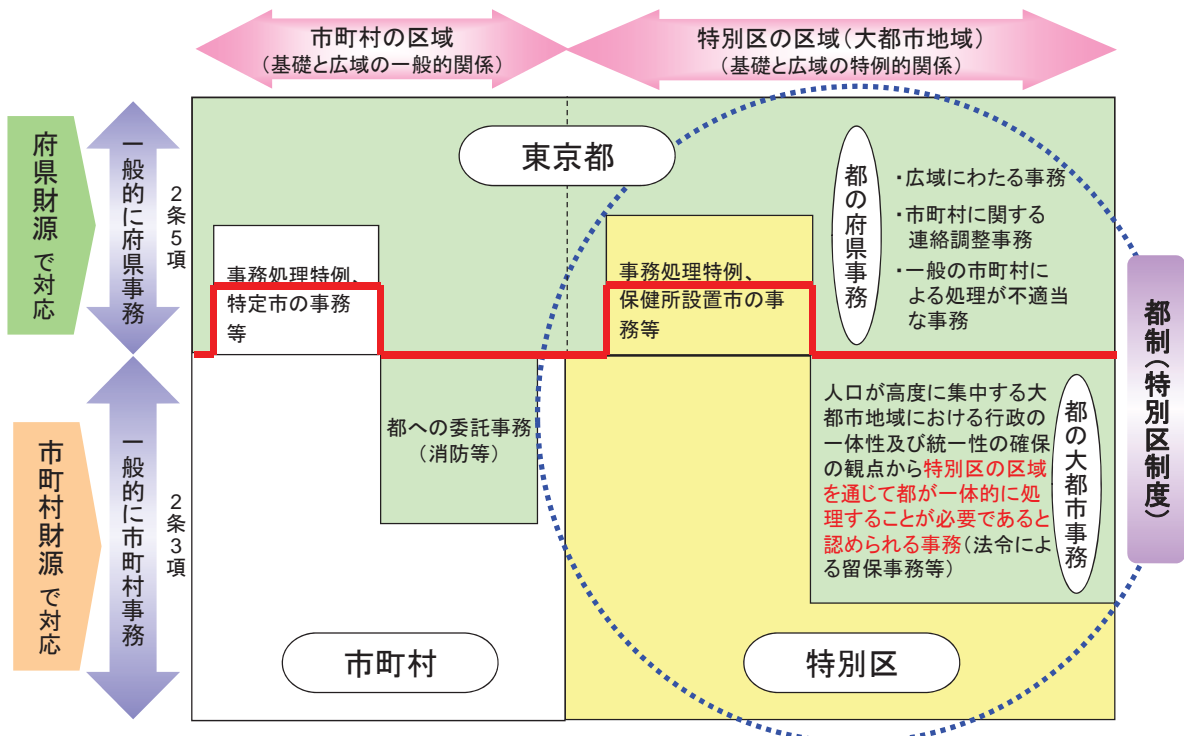 市町村の区域
（基礎と広域の一般的関係）
特別区の区域（大都市地域）
（基礎と広域の特例的関係）
府県財源で対応
一般的に府県事務
2条5項
東京都
都の府県事務
・広域にわたる事務
・市町村に関する
連絡調整事務
・一般の市町村に
よる処理が不適当
な事務
事務処理特例、
特定市の事務
等
事務処理特例、
保健所設置市の事
務等
都制（特別区制度）
市町村財源で対応
一般的に市町村事務
2条3項
都への委託事務
（消防等）
人口が高度に集中する大
都市地域における行政の
一体性及び統一性の確保
の観点から特別区の区域
を通じて都が一体的に処
理することが必要であると
認められる事務（法令によ
る留保事務等）
都の大都市事務
市町村
特別区